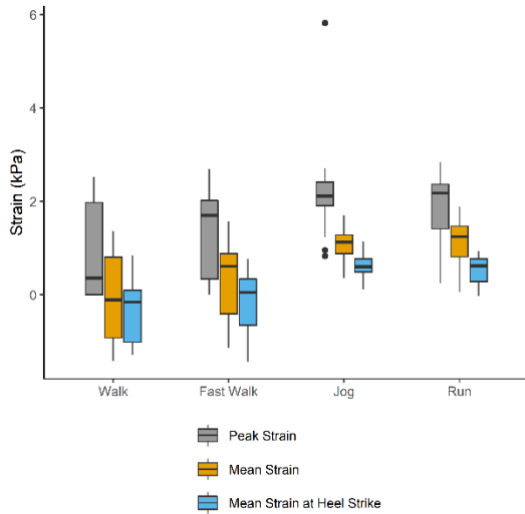 6
4
2
0
Strain (kPa)
Walk Fast Walk Jog Run
Peak Strain
Mean Strain
Mean Strain at Heel Strike